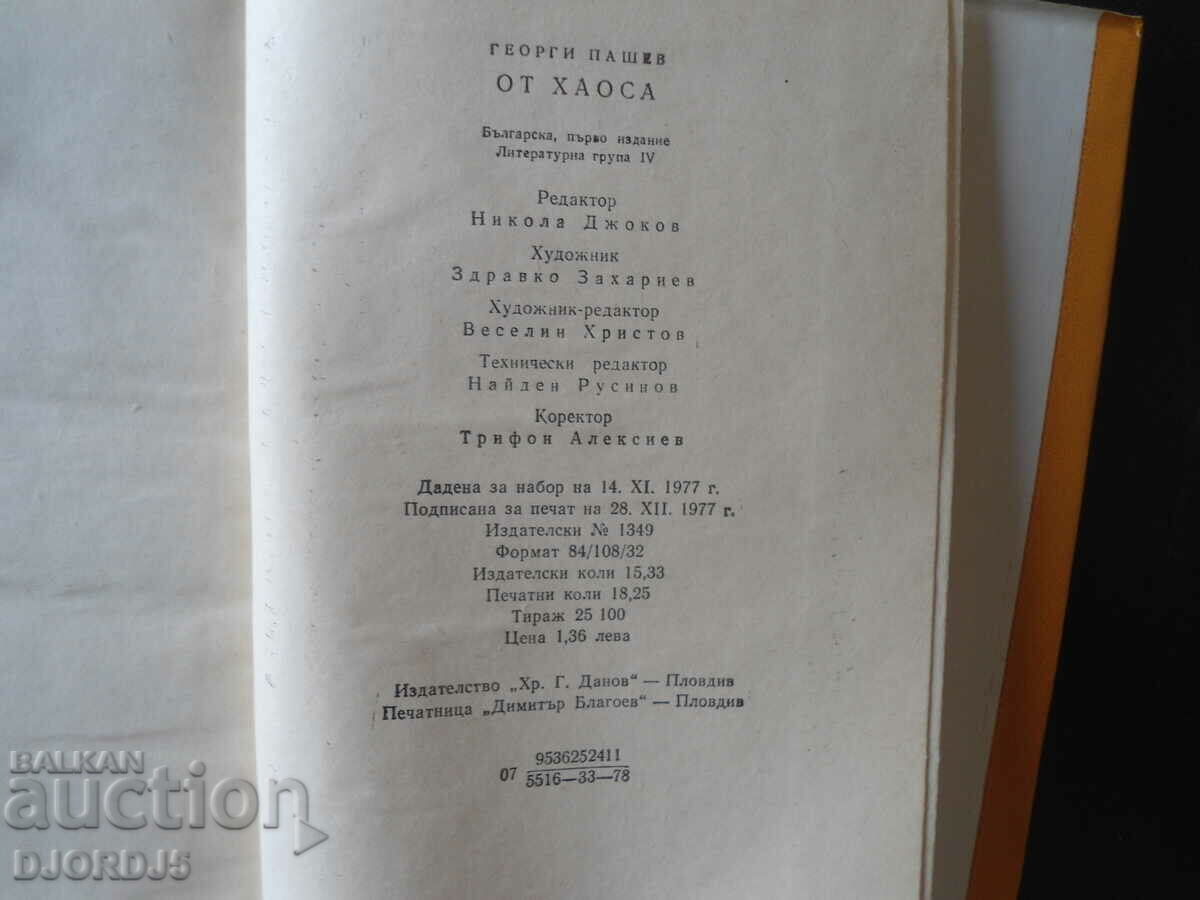 ГЕОРГИ ПАШЕВ
ОТ ХАОСА
Българска, първо издание
Литературна група IV
Редактор
Никола Джоков
Художник
Здравко Захариев
Художник-редактор
Веселин Христов
Технически редактор
Найден Русинов
Коректор
Трифон Алексиев
Дадена за набор на 14. XI. 1977 г.
Подписана за печат на 28. XII. 1977 г.
Издателски № 1349
Формат 84/108/32
Издателски коли 15,33
Печатни коли 18,25
Тираж 25 100
Цена 1,36 лева
Издателство „Хр. Г. Данов“ — Пловдив
Печатница „Димитър Благоев“ — Пловдив
9536252411
07 5516—33—78
BALKAN
auction
DJORDJ5